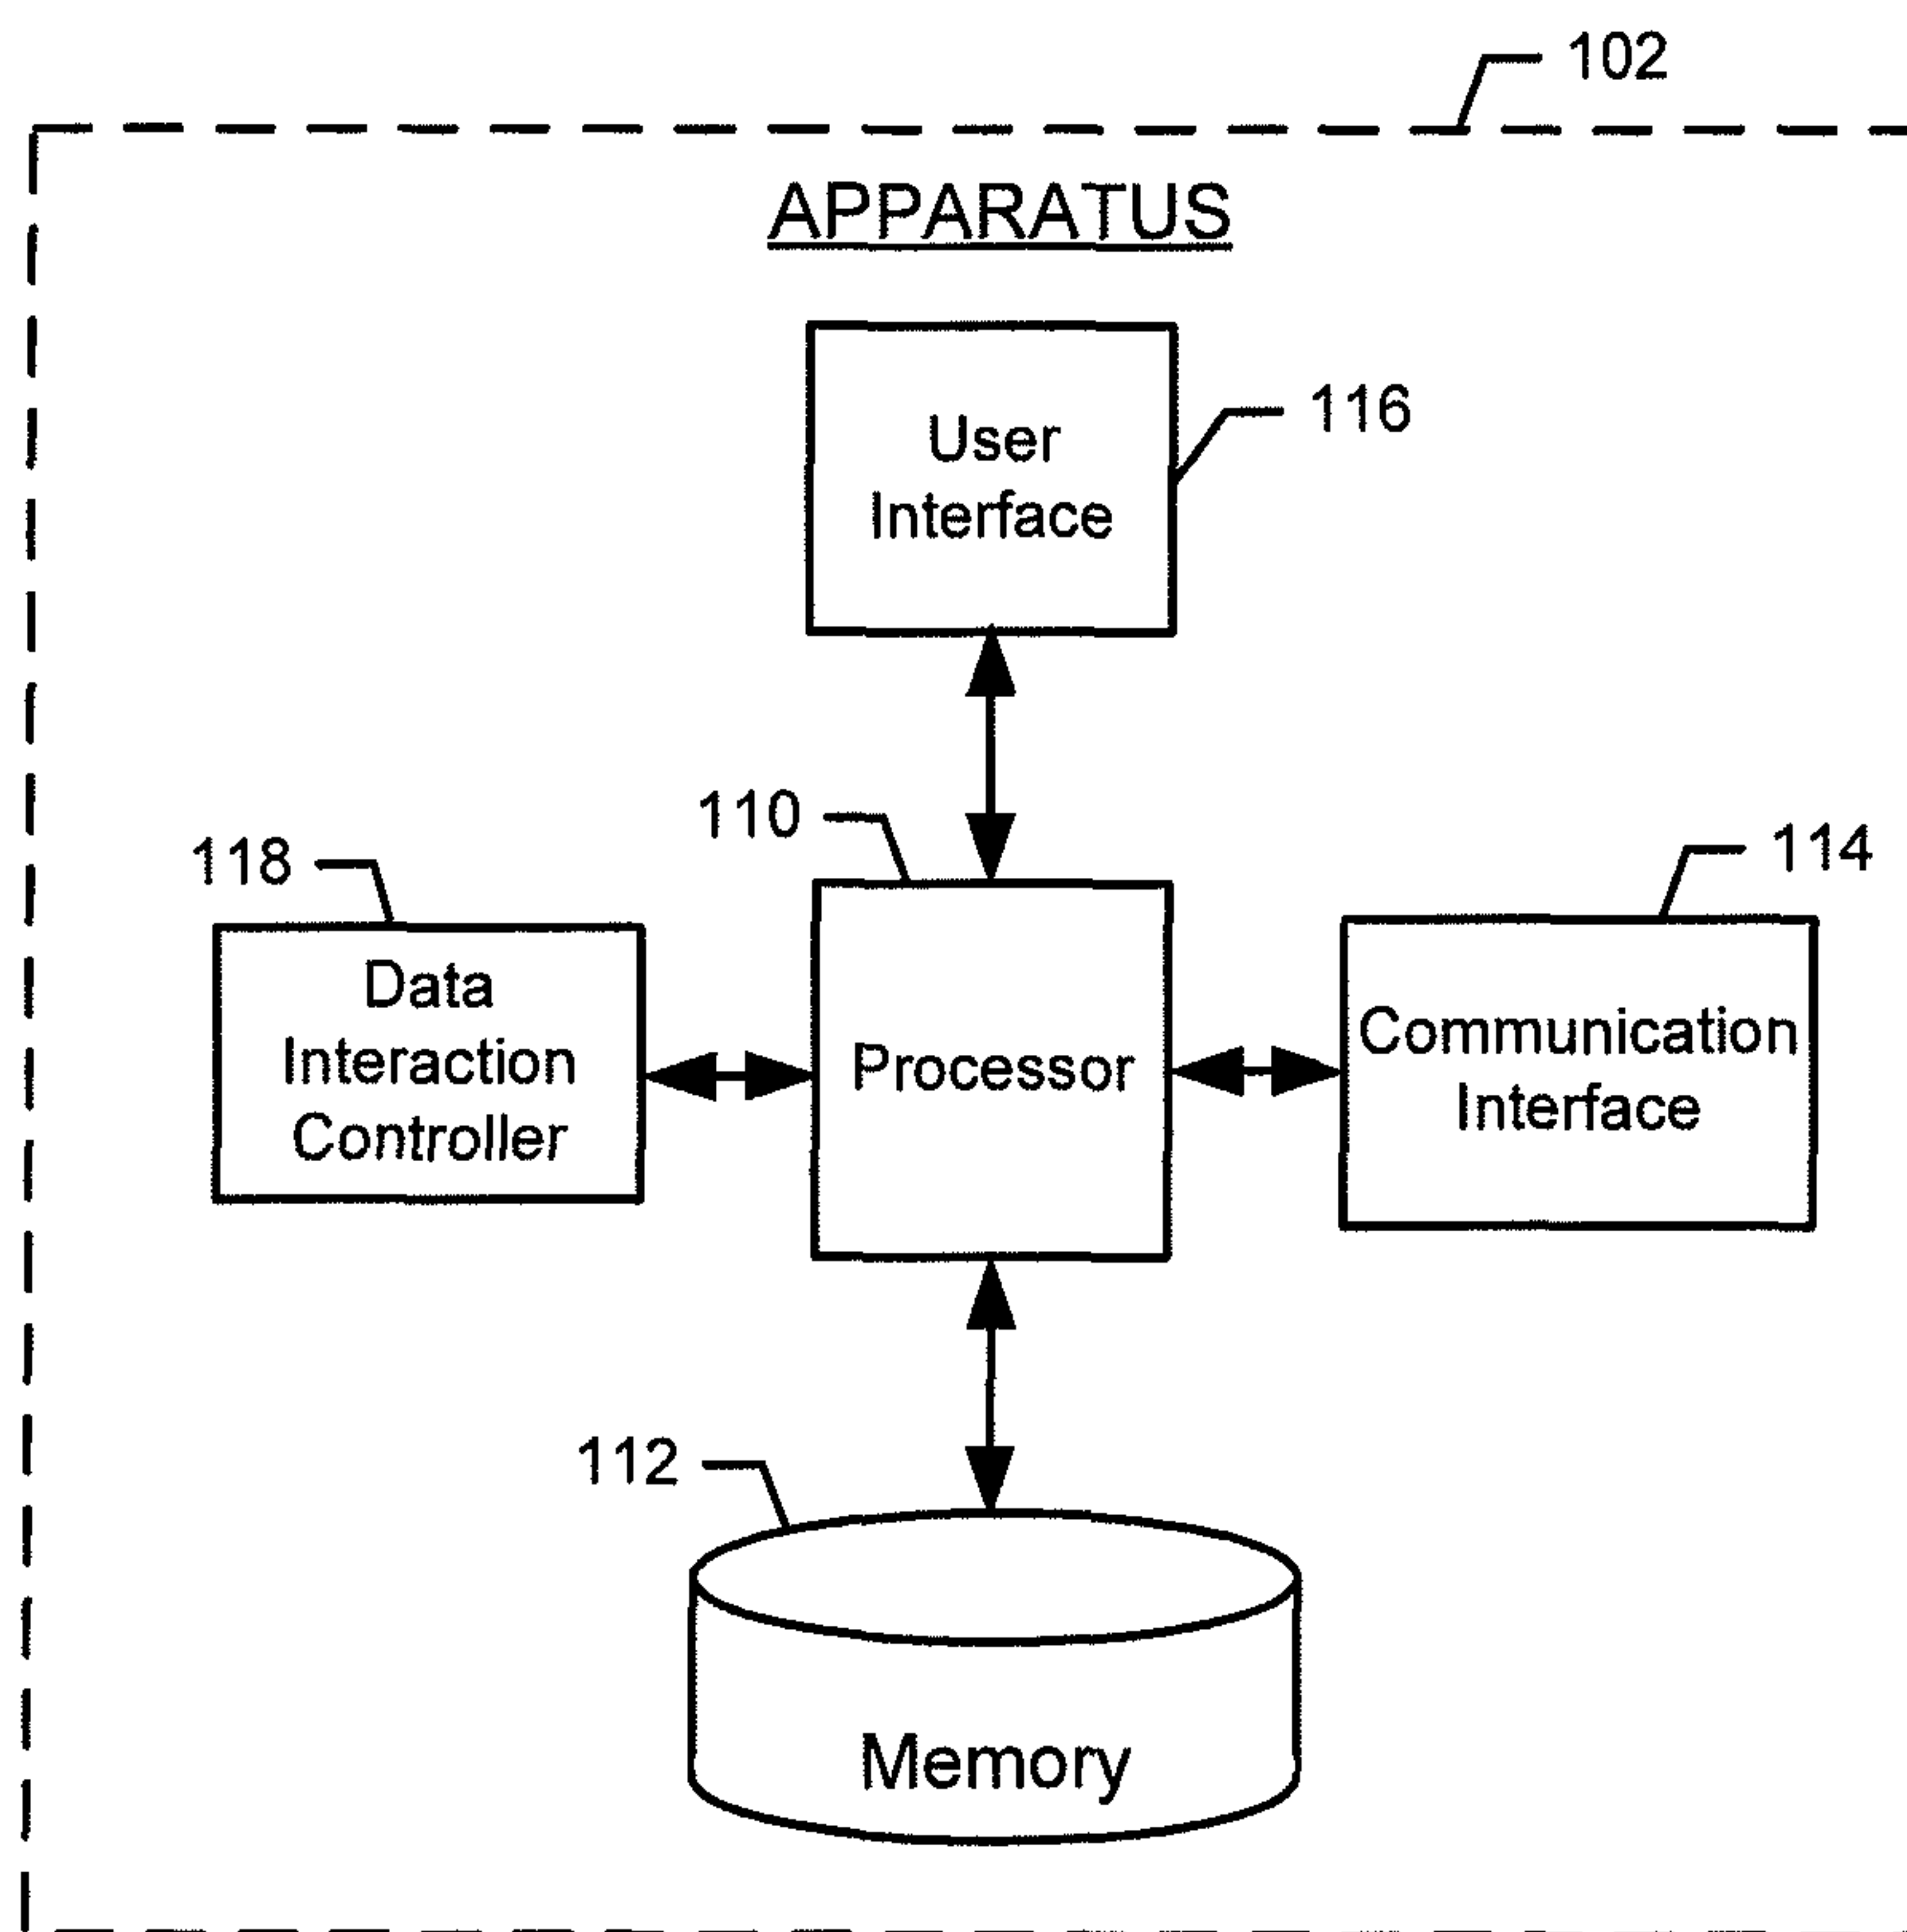 102
APPARATUS
User
Interface
116
110
118
114
Data
Interaction
Controller
Processor
Communication
Interface
112
Memory